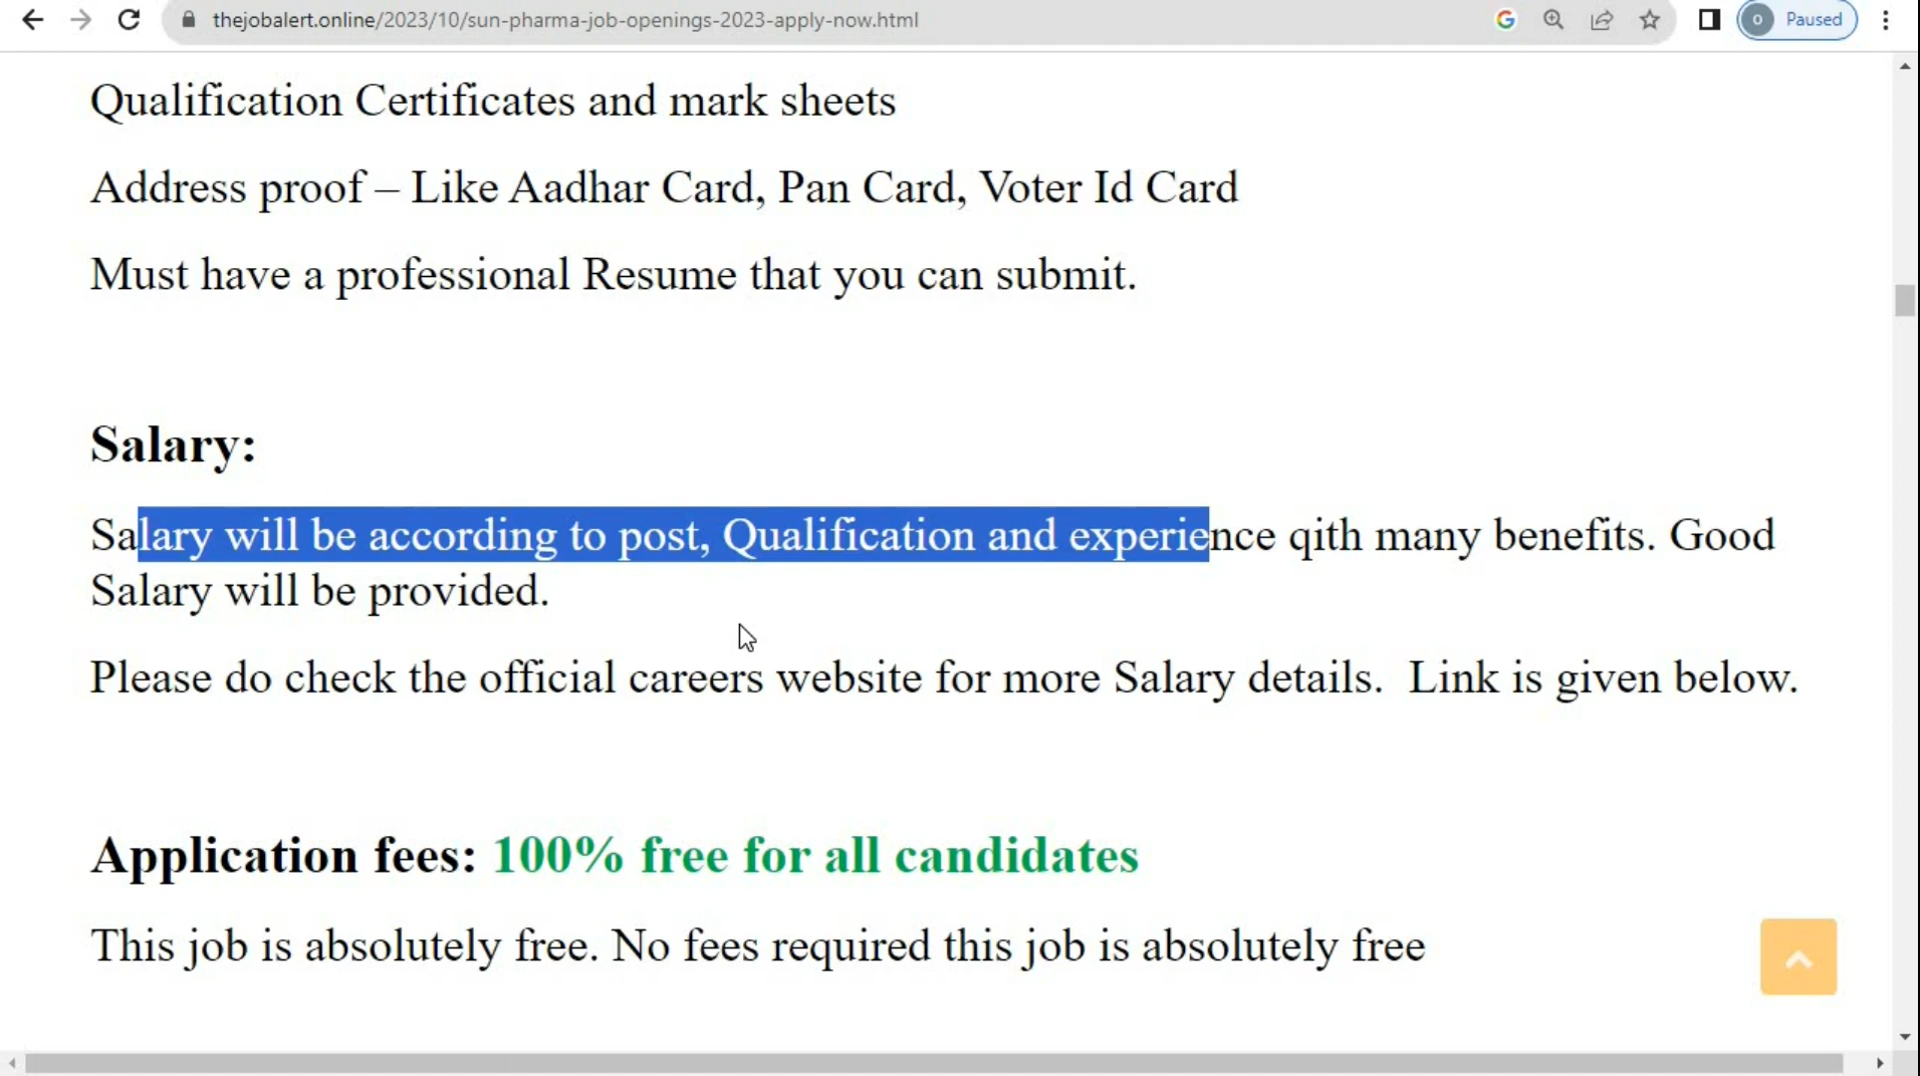 thejobalert.online/2023/10/sun-pharma-job-openings-2023-apply-now.html
G
o
Paused
Qualification Certificates and mark sheets
Address proof – Like Aadhar Card, Pan Card, Voter Id Card
Must have a professional Resume that you can submit.
Salary:
Salary will be according to post, Qualification and experience qith many benefits. Good
Salary will be provided.
Please do check the official careers website for more Salary details.  Link is given below.
Application fees: 100% free for all candidates
This job is absolutely free. No fees required this job is absolutely free